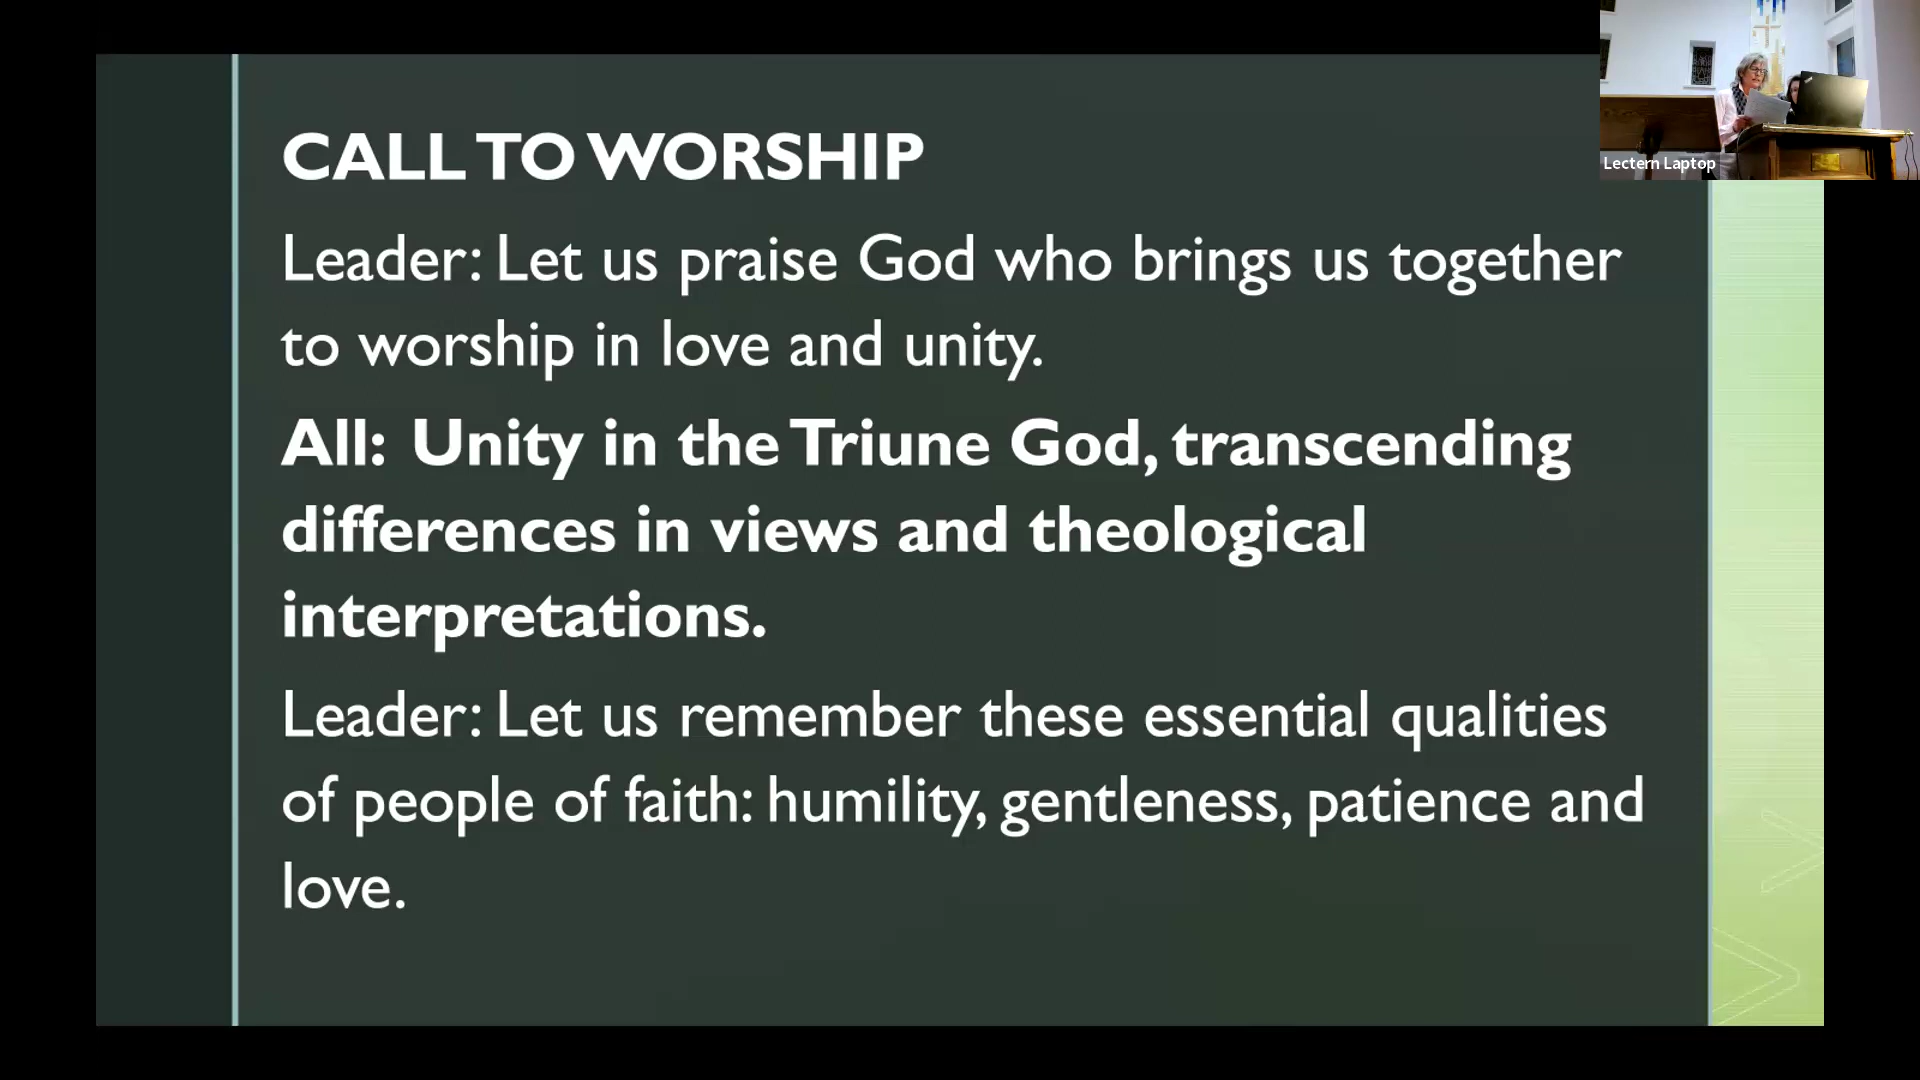 CALL TO WORSHIP
Leader: Let us praise God who brings us together
to worship in love and unity.
All: Unity in the Triune God, transcending
differences in views and theological
interpretations.
Leader: Let us remember these essential qualities
of people of faith: humility, gentleness, patience and
love.
Lectern Laptop